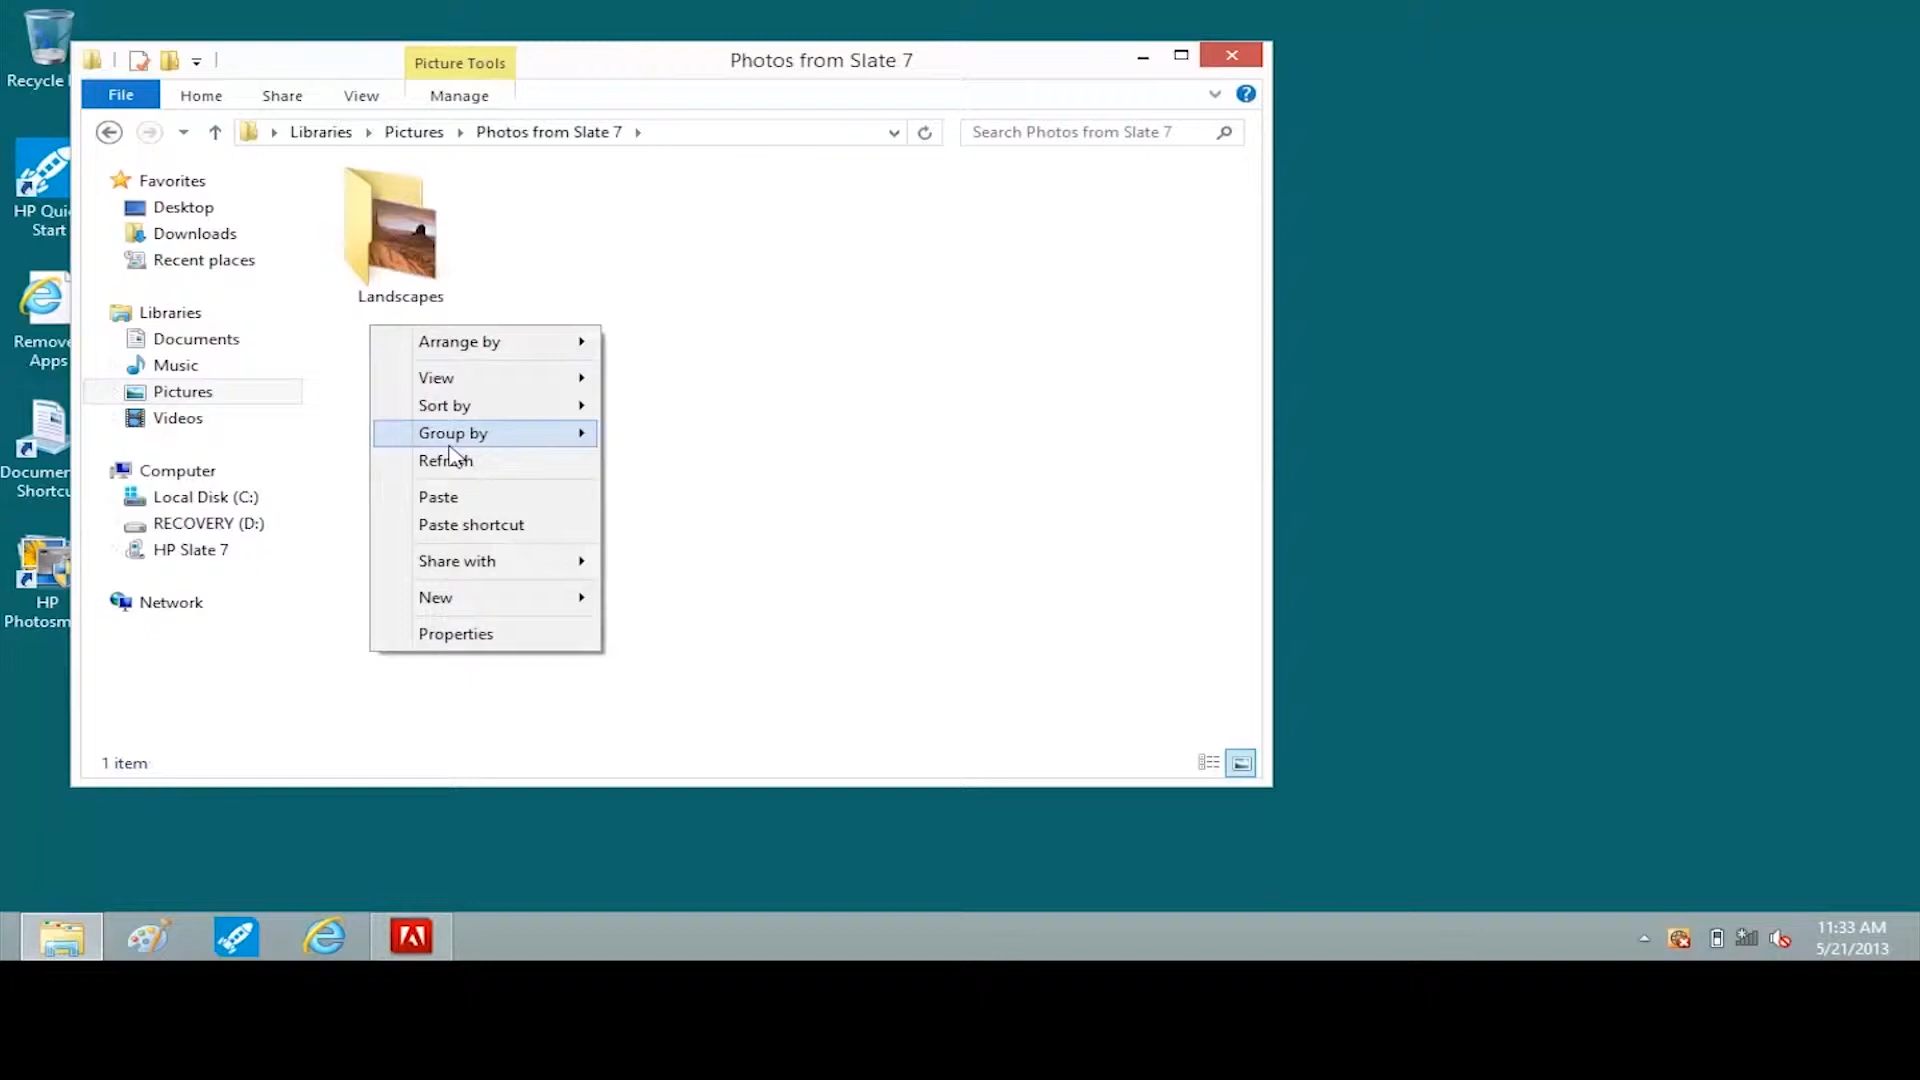 Recycle
Picture Tools
Photos from Slate 7
File
Home
Share
View
Manage
Libraries
Pictures
Photos from Slate 7
Search Photos from Slate 7
Favorites
Desktop
Downloads
Recent places
Libraries
Documents
Music
Pictures
Videos
Computer
Local Disk (C:)
RECOVERY (D:)
HP Slate 7
Network
HP Qui
Start
Remove
Apps
Documen
Shortcu
HP
Photosm
Landscapes
Arrange by
View
Sort by
Group by
Refresh
Paste
Paste shortcut
Share with
New
Properties
1 item
11:33 AM
5/21/2013